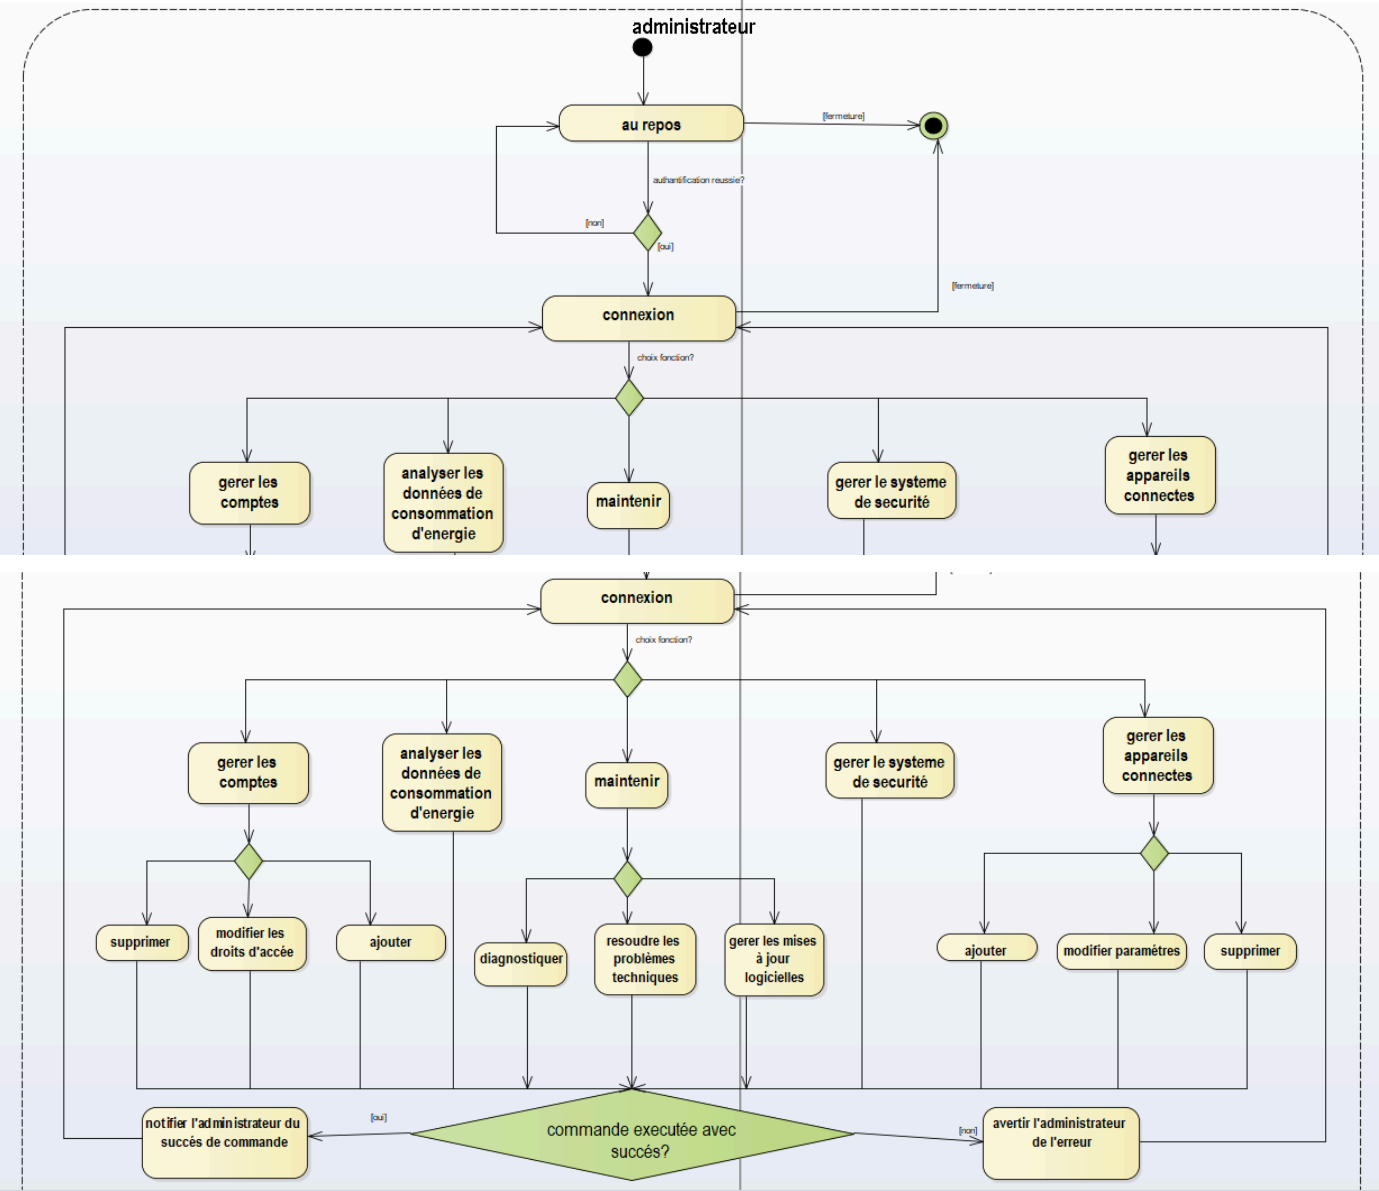 administrateur
au repos
[fermeture]
authantification reussie?
[non]
[oui]
[fermeture]
connexion
choix fonction?
gerer les
comptes
analyser les
données de
consommation
d'energie
maintenir
gerer le systeme
de securité
gerer les
appareils
connectes
connexion
choix fonction?
gerer les
comptes
analyser les
données de
consommation
d'energie
maintenir
gerer le systeme
de securité
gerer les
appareils
connectes
supprimer
modifier les
droits d'accée
ajouter
diagnostiquer
resoudre les
problèmes
techniques
gerer les mises
à jour
logicielles
ajouter
modifier paramétres
supprimer
notifier l'administrateur du
succés de commande
[oui]
commande executée avec
succés?
[non]
avertir l'administrateur
de l'erreur